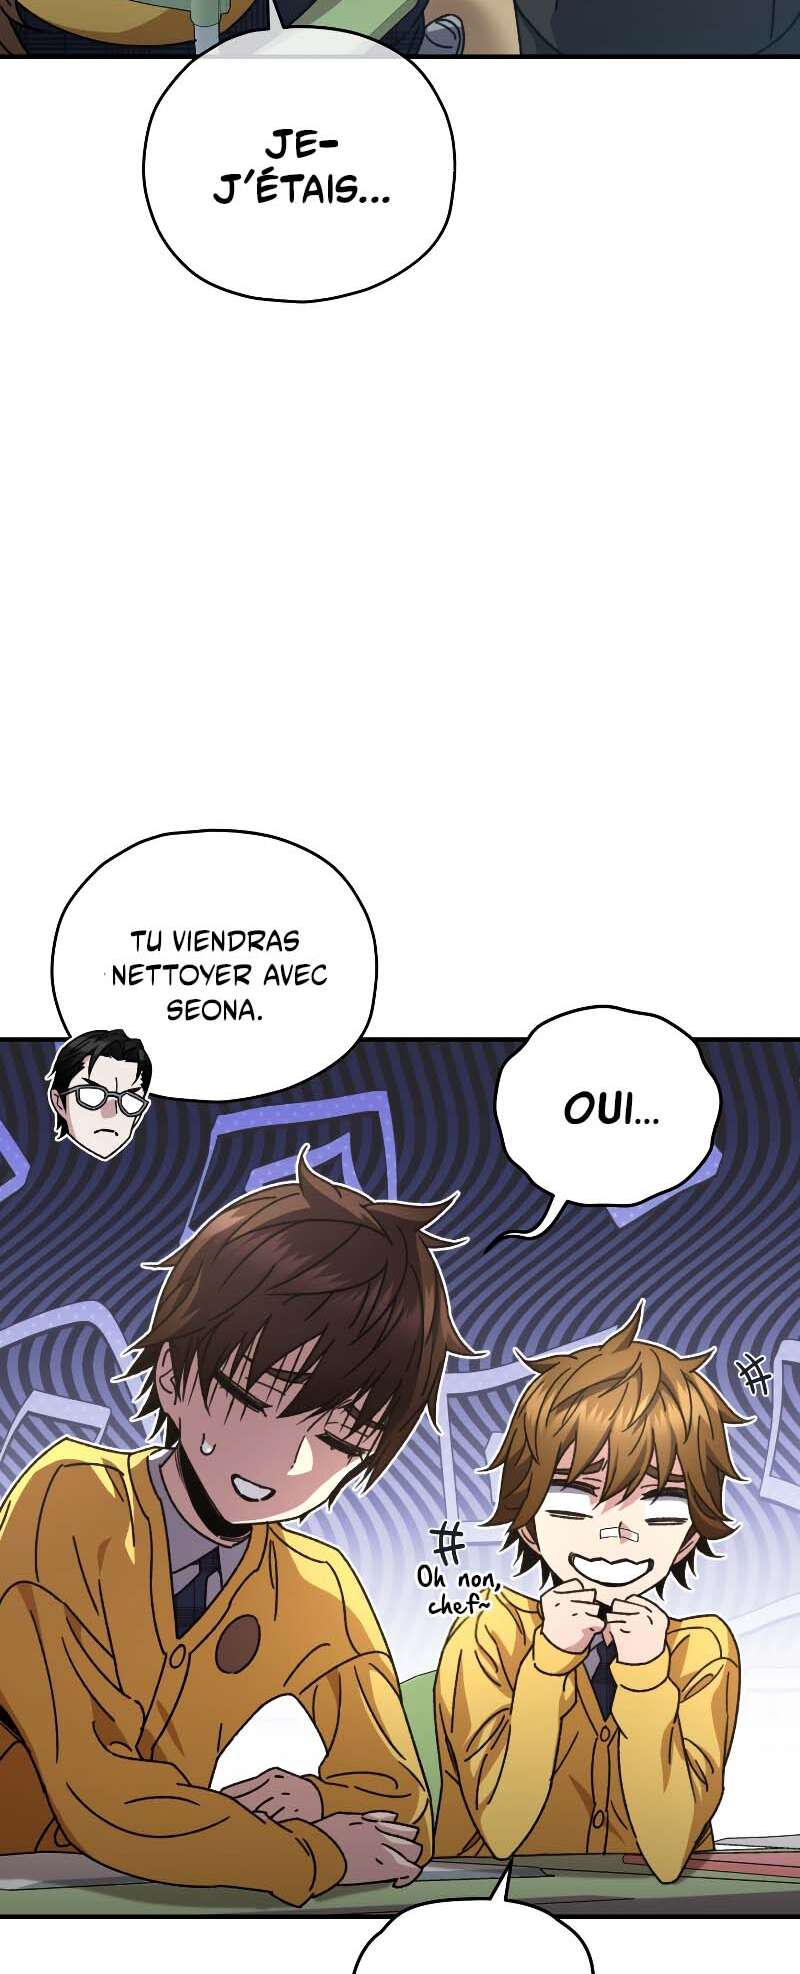 JE-
J'ÉTAIS...
TU VIENDRAS
NETTOYER AVEC
SEONA.
OUI...
Oh non,
chef~